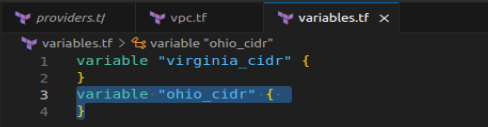 providers.tf vpc.tf variables.tf ×
variables.tf > variable "ohio_cidr"
1 variable "virginia_cidr" {
2 }
3 variable "ohio_cidr" {
4 }